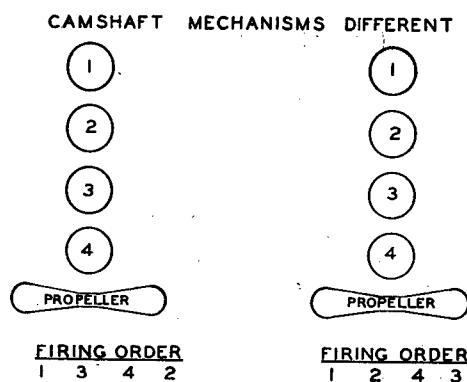 CAMSHAFT MECHANISMS DIFFERENT
1 1
2 2
3 3
4 4
PROPELLER PROPELLER
FIRING ORDER FIRING ORDER
1 3 4 2 1 2 4 3